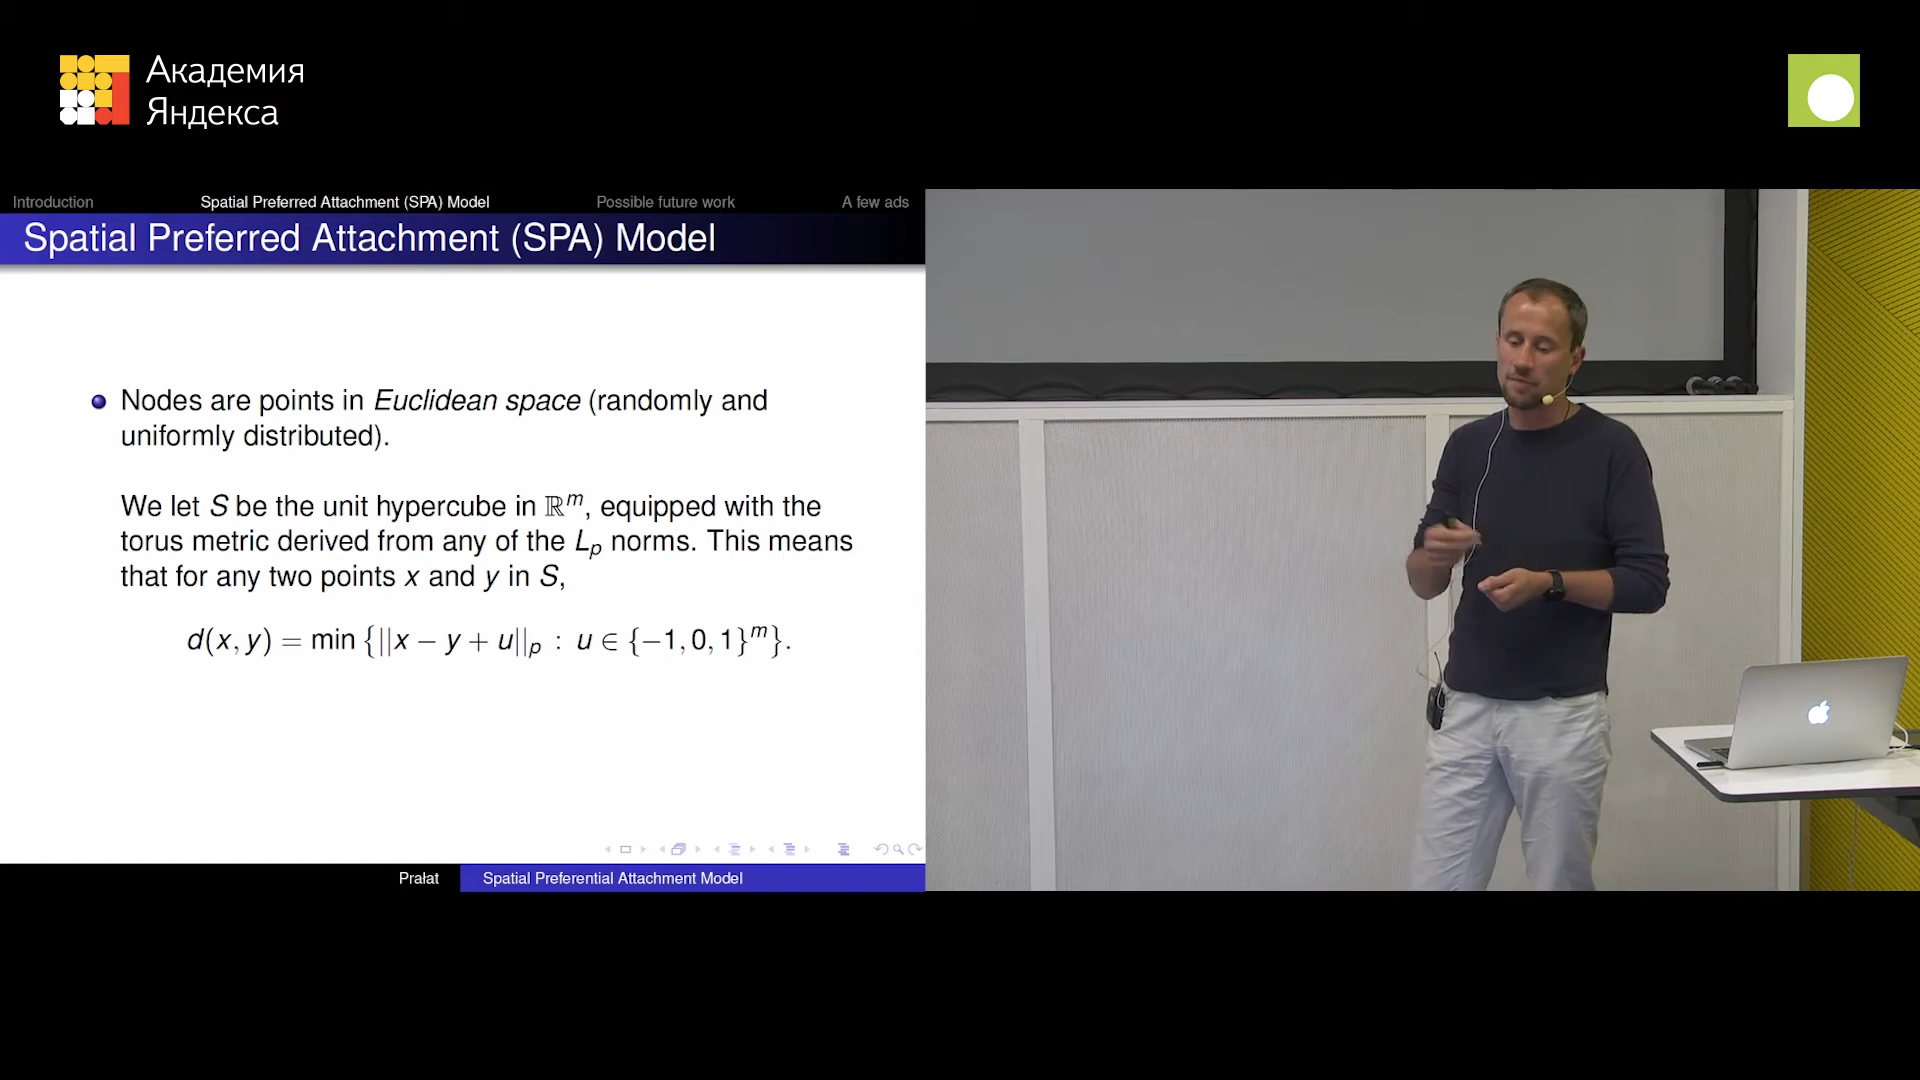 Академия
Яндекса
Introduction Spatial Preferred Attachment (SPA) Model Possible future work A few ads
Spatial Preferred Attachment (SPA) Model
Nodes are points in Euclidean space (randomly and
uniformly distributed).
We let S be the unit hypercube in ℝ^m, equipped with the
torus metric derived from any of the L_p norms. This means
that for any two points x and y in S,
d(x, y) = min {||x − y + u||_p : u ∈ {−1, 0, 1}^m}.
Prałat Spatial Preferential Attachment Model